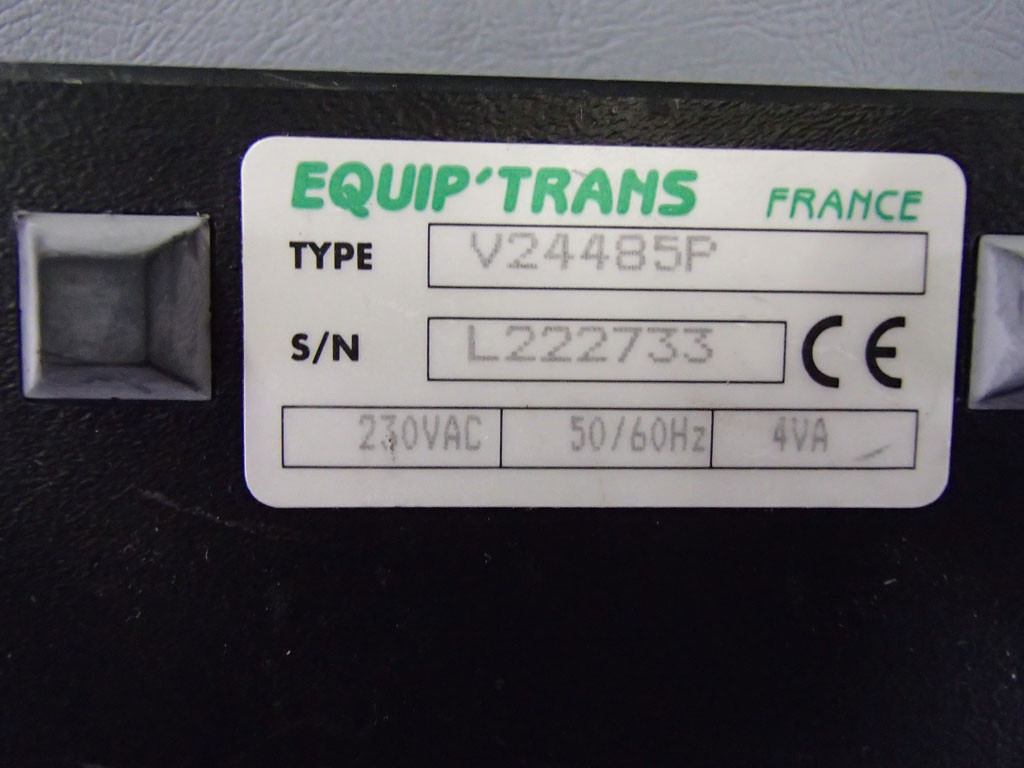 EQUIP'TRANS FRANCE
TYPE V24485P
S/N L222733 CE
230VAC 50/60Hz 4VA